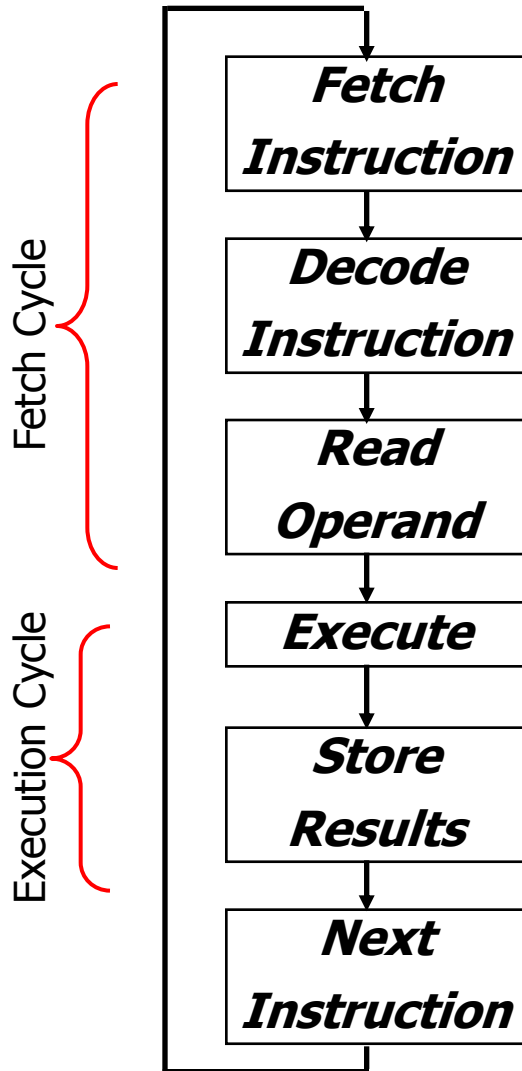 Fetch
Instruction
Decode
Instruction
Read
Operand
Execute
Store
Results
Next
Instruction
Fetch Cycle
Execution Cycle